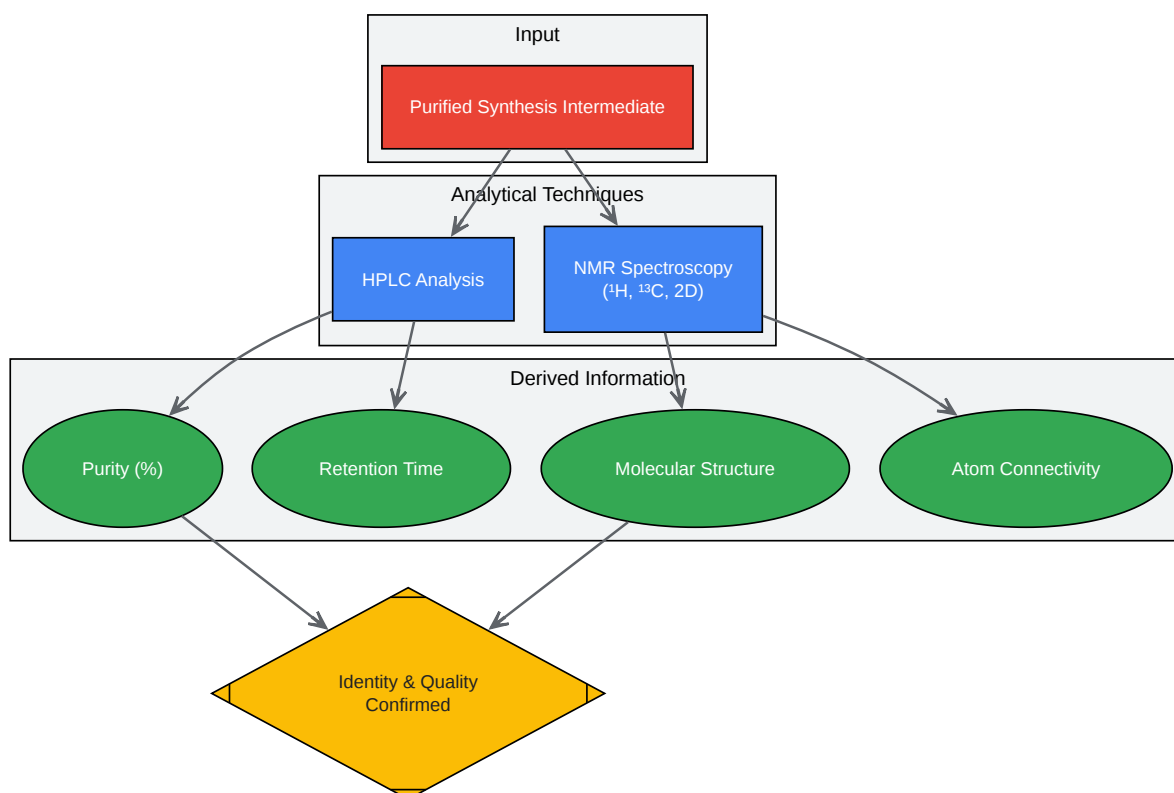 Input
Purified Synthesis Intermediate
Analytical Techniques
HPLC Analysis
NMR Spectroscopy
(¹H, ¹³C, 2D)
Derived Information
Purity (%)
Retention Time
Molecular Structure
Atom Connectivity
Identity & Quality
Confirmed